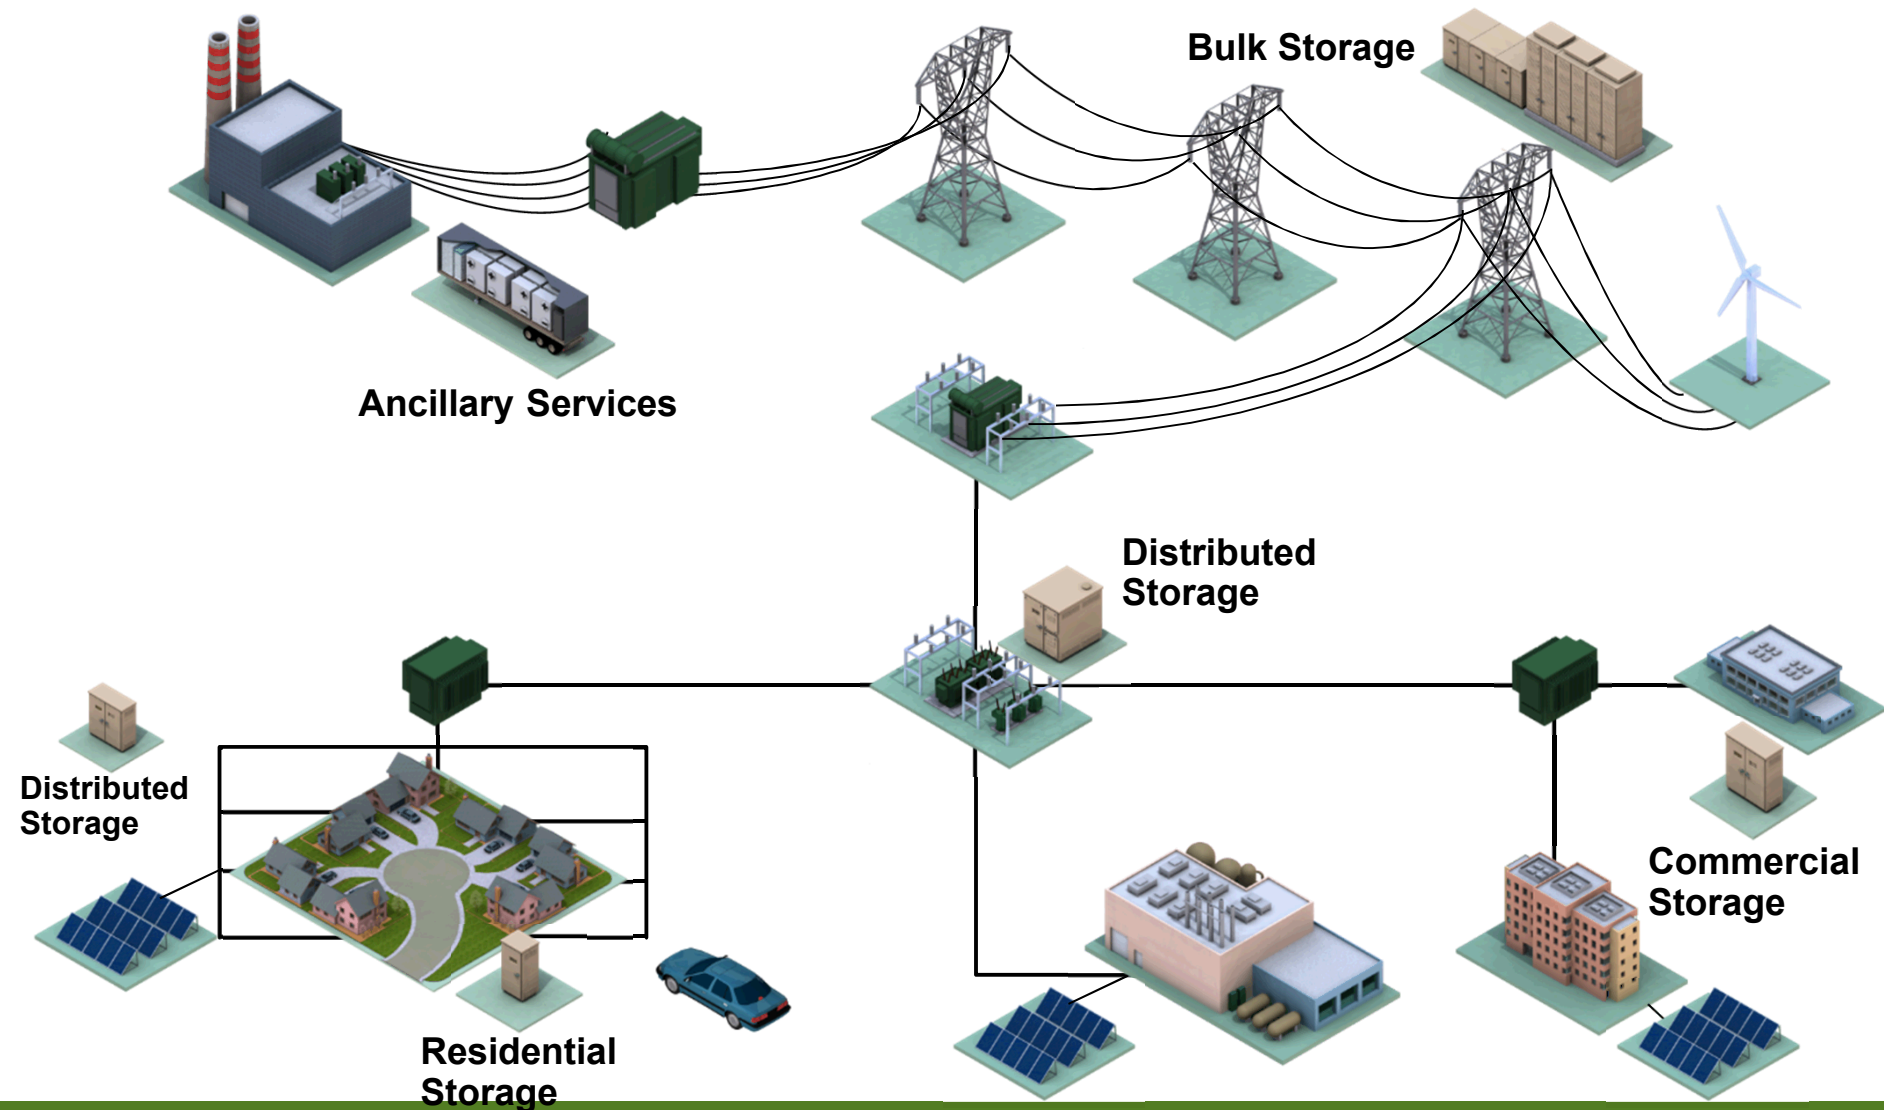 Bulk Storage
Ancillary Services
Distributed
Storage
Distributed
Storage
Commercial
Storage
Residential
Storage